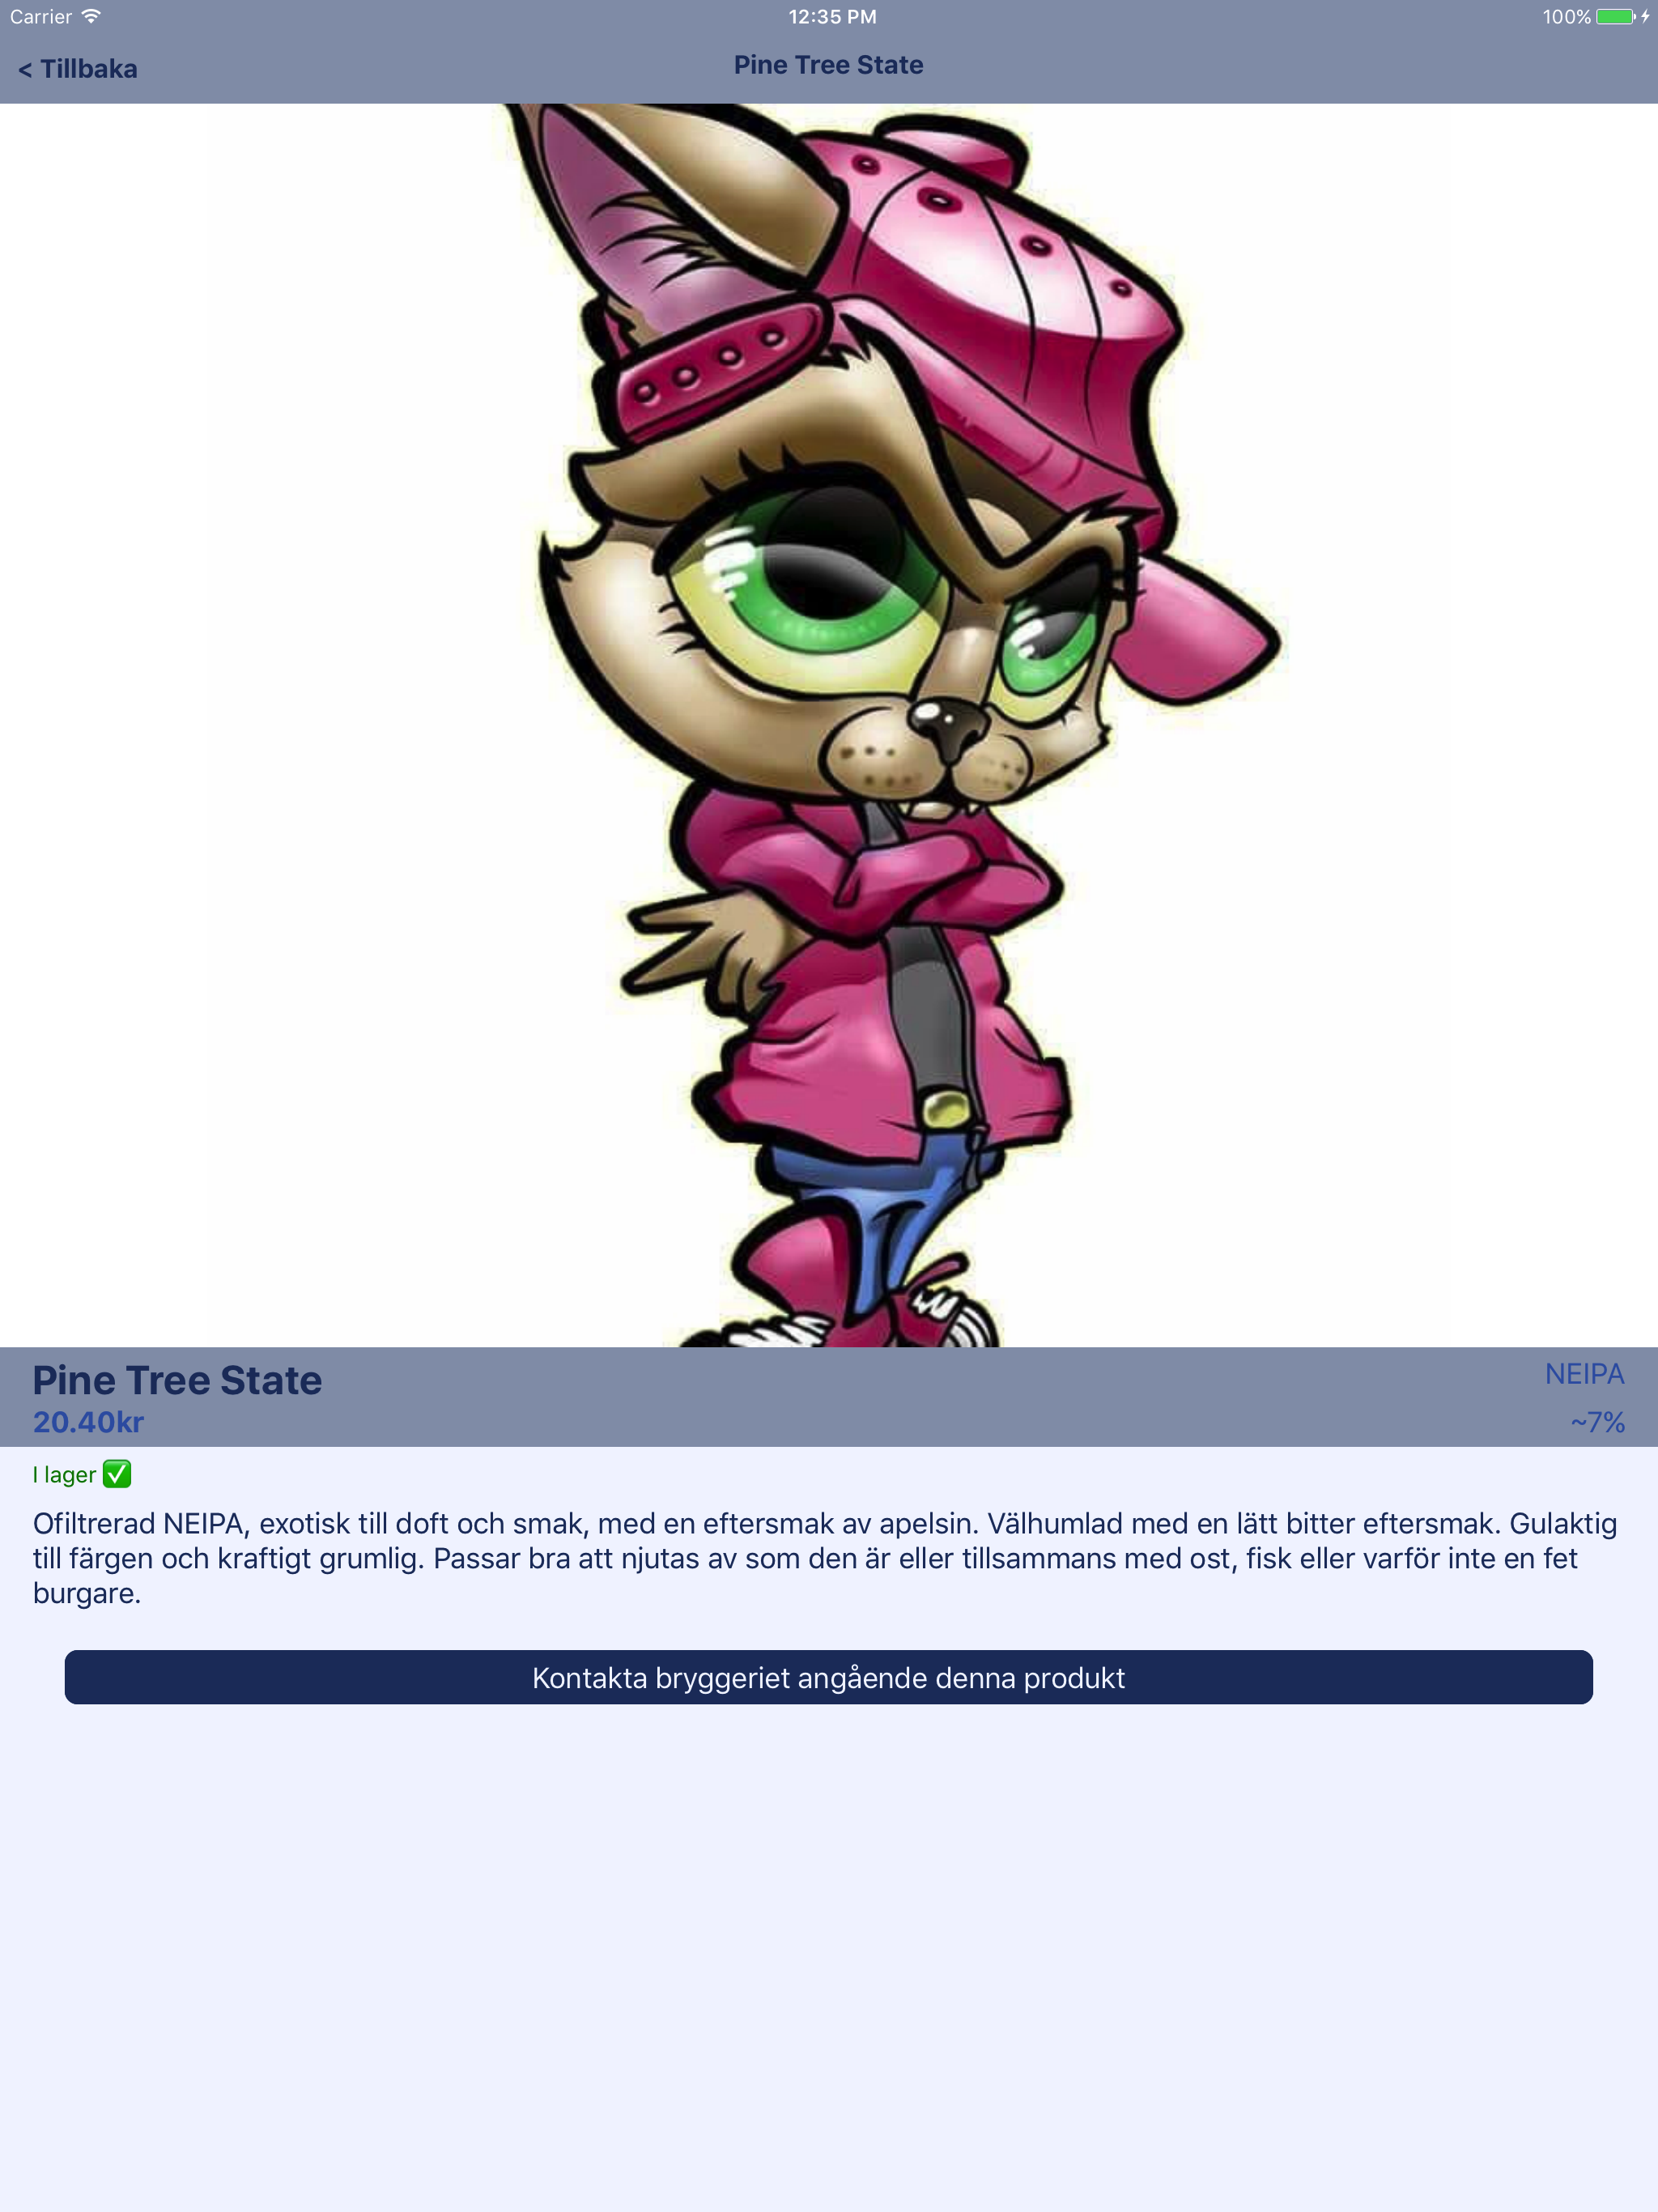 Carrier
12:35 PM
100%
< Tillbaka
Pine Tree State
Pine Tree State
NEIPA
20.40kr
~7%
I lager ✅
Ofiltrerad NEIPA, exotisk till doft och smak, med en eftersmak av apelsin. Välhumlad med en lätt bitter eftersmak. Gulaktig
till färgen och kraftigt grumlig. Passar bra att njutas av som den är eller tillsammans med ost, fisk eller varför inte en fet
burgare.
Kontakta bryggeriet angående denna produkt